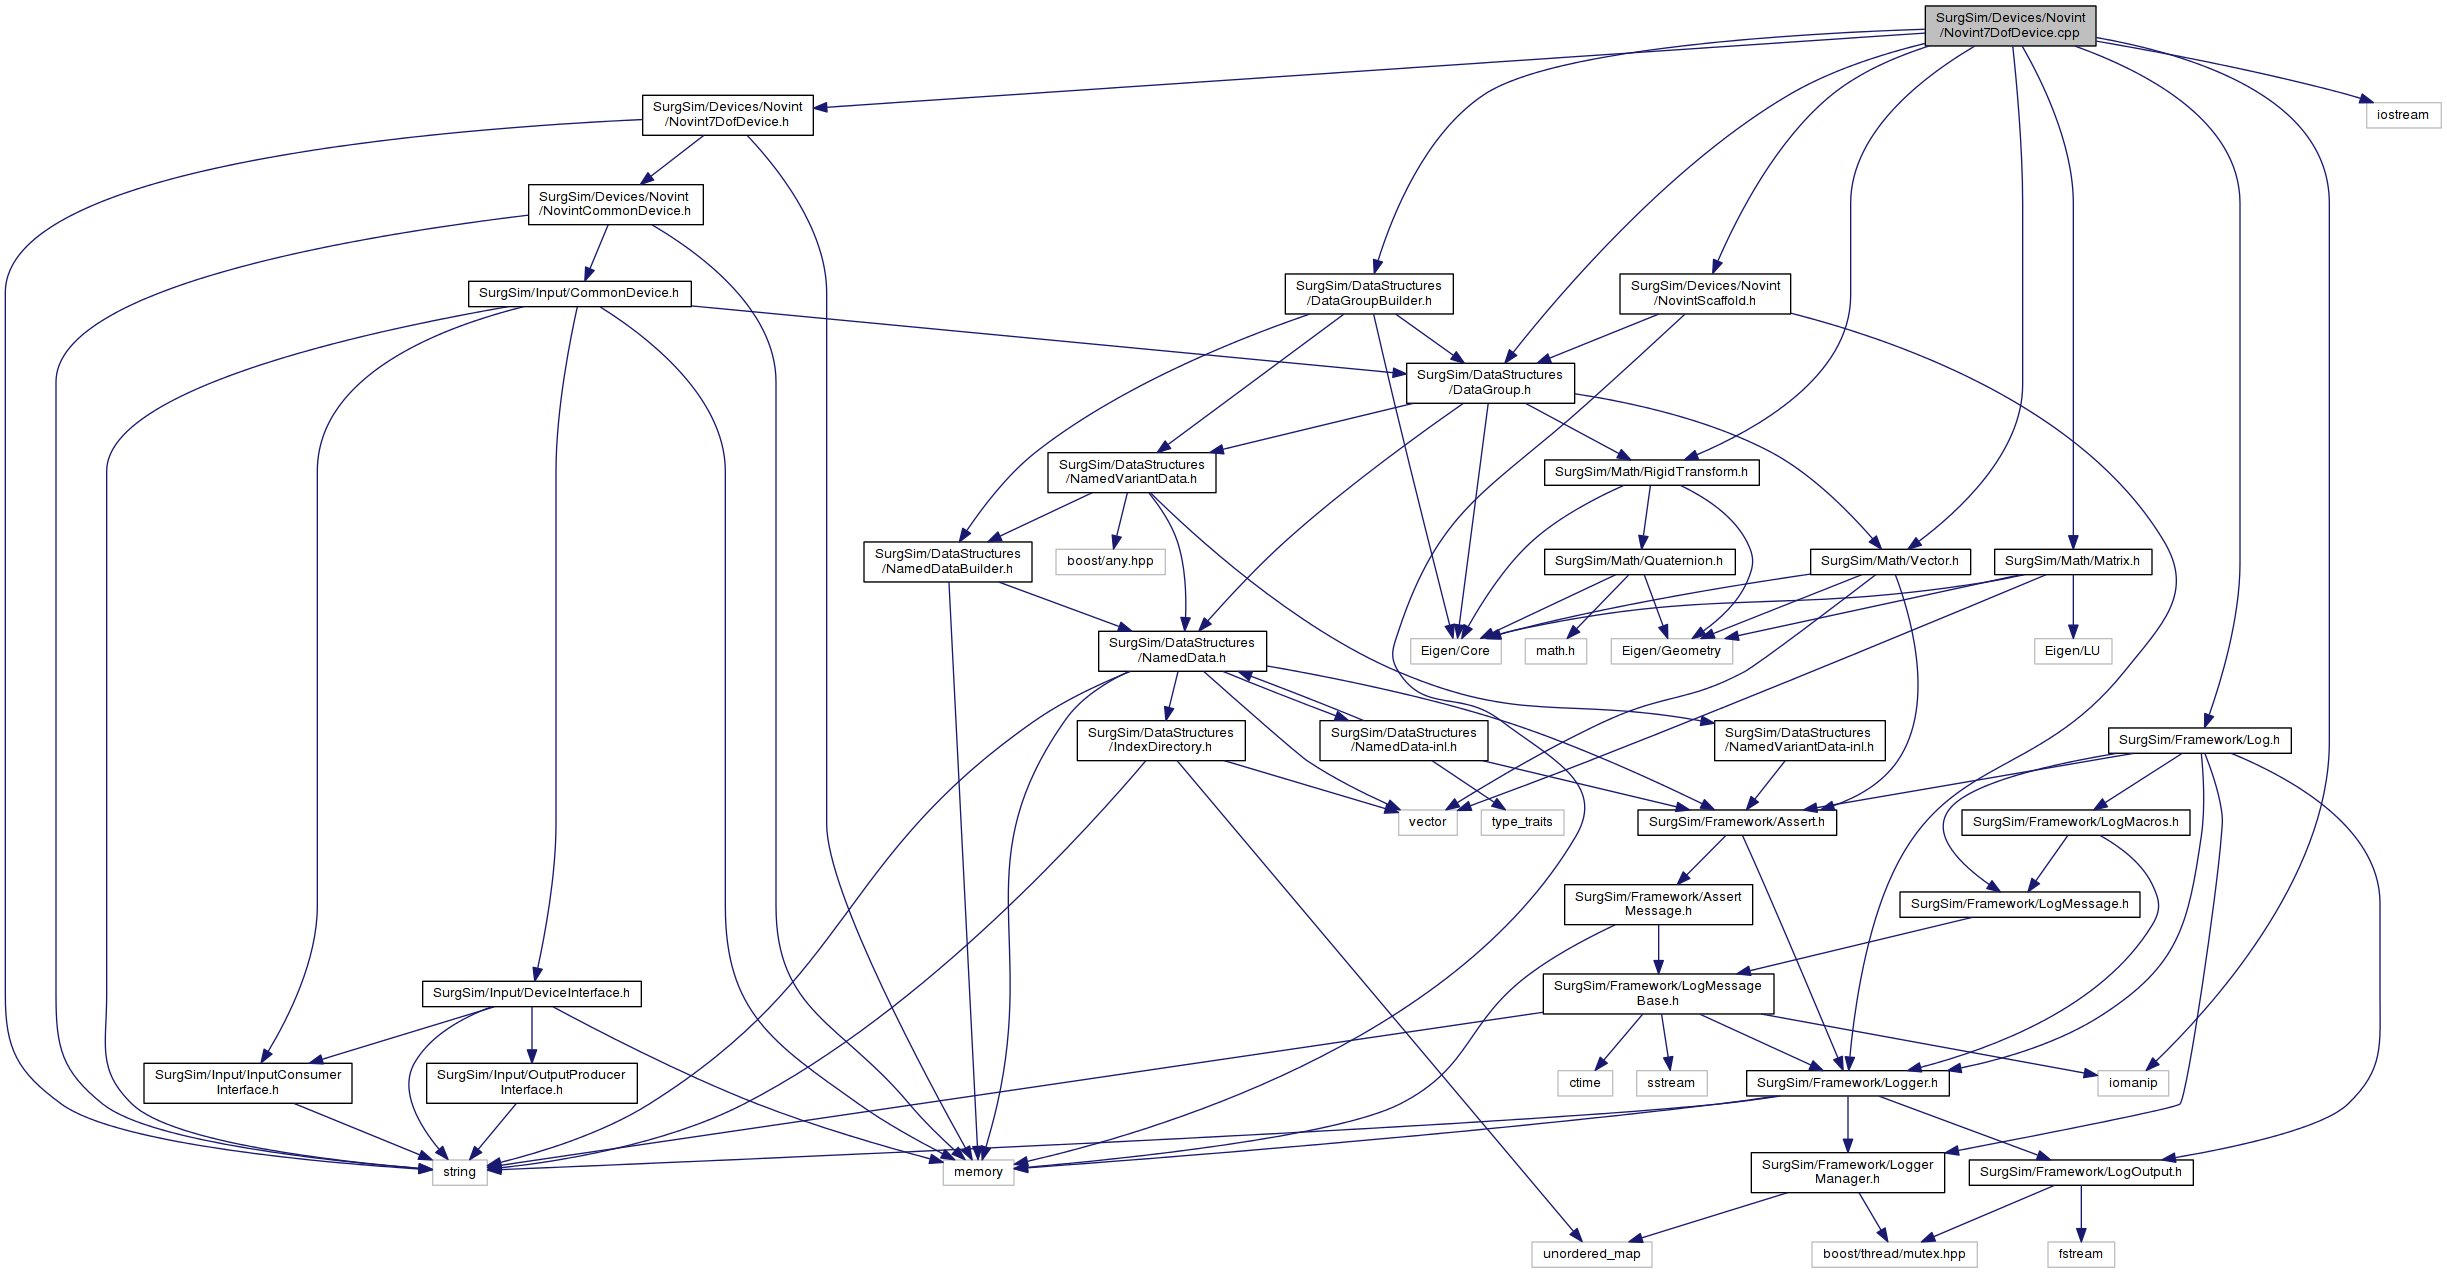 SurgSim/Devices/Novint
/Novint7DofDevice.cpp
SurgSim/Devices/Novint
/Novint7DofDevice.h
iostream
SurgSim/Devices/Novint
/NovintCommonDevice.h
SurgSim/Input/CommonDevice.h
SurgSim/DataStructures
/DataGroupBuilder.h
SurgSim/Devices/Novint
/NovintScaffold.h
SurgSim/DataStructures
/DataGroup.h
SurgSim/DataStructures
/NamedVariantData.h
SurgSim/Math/RigidTransform.h
SurgSim/DataStructures
/NamedDataBuilder.h
boost/any.hpp
SurgSim/Math/Quaternion.h
SurgSim/Math/Vector.h
SurgSim/Math/Matrix.h
SurgSim/DataStructures
/NamedData.h
Eigen/Core
math.h
Eigen/Geometry
Eigen/LU
SurgSim/DataStructures
/IndexDirectory.h
SurgSim/DataStructures
/NamedData-inl.h
SurgSim/DataStructures
/NamedVariantData-inl.h
SurgSim/Framework/Log.h
vector
type_traits
SurgSim/Framework/Assert.h
SurgSim/Framework/LogMacros.h
SurgSim/Framework/Assert
Message.h
SurgSim/Framework/LogMessage.h
SurgSim/Input/DeviceInterface.h
SurgSim/Framework/LogMessage
Base.h
SurgSim/Input/InputConsumer
Interface.h
SurgSim/Input/OutputProducer
Interface.h
ctime
sstream
SurgSim/Framework/Logger.h
iomanip
string
memory
SurgSim/Framework/Logger
Manager.h
SurgSim/Framework/LogOutput.h
unordered_map
boost/thread/mutex.hpp
fstream